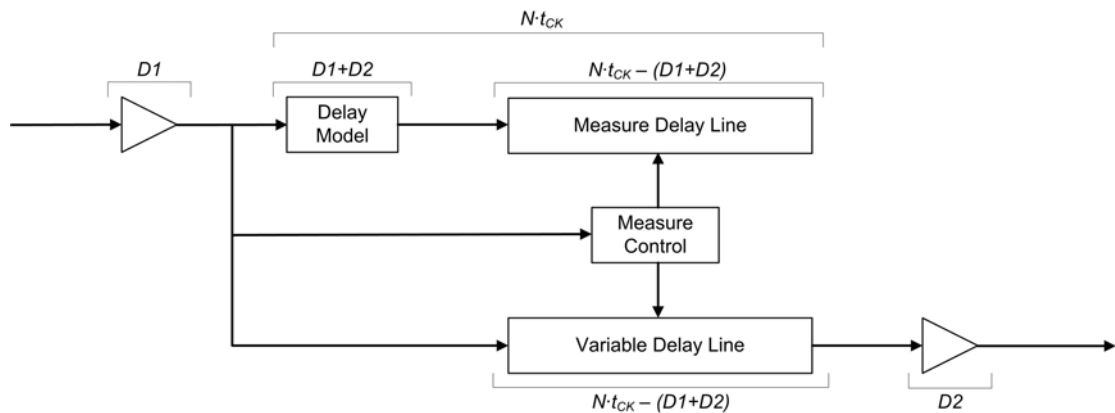 N·tCK
D1
D1+D2
N·tCK – (D1+D2)
Delay
Model
Measure Delay Line
Measure
Control
Variable Delay Line
N·tCK – (D1+D2)
D2